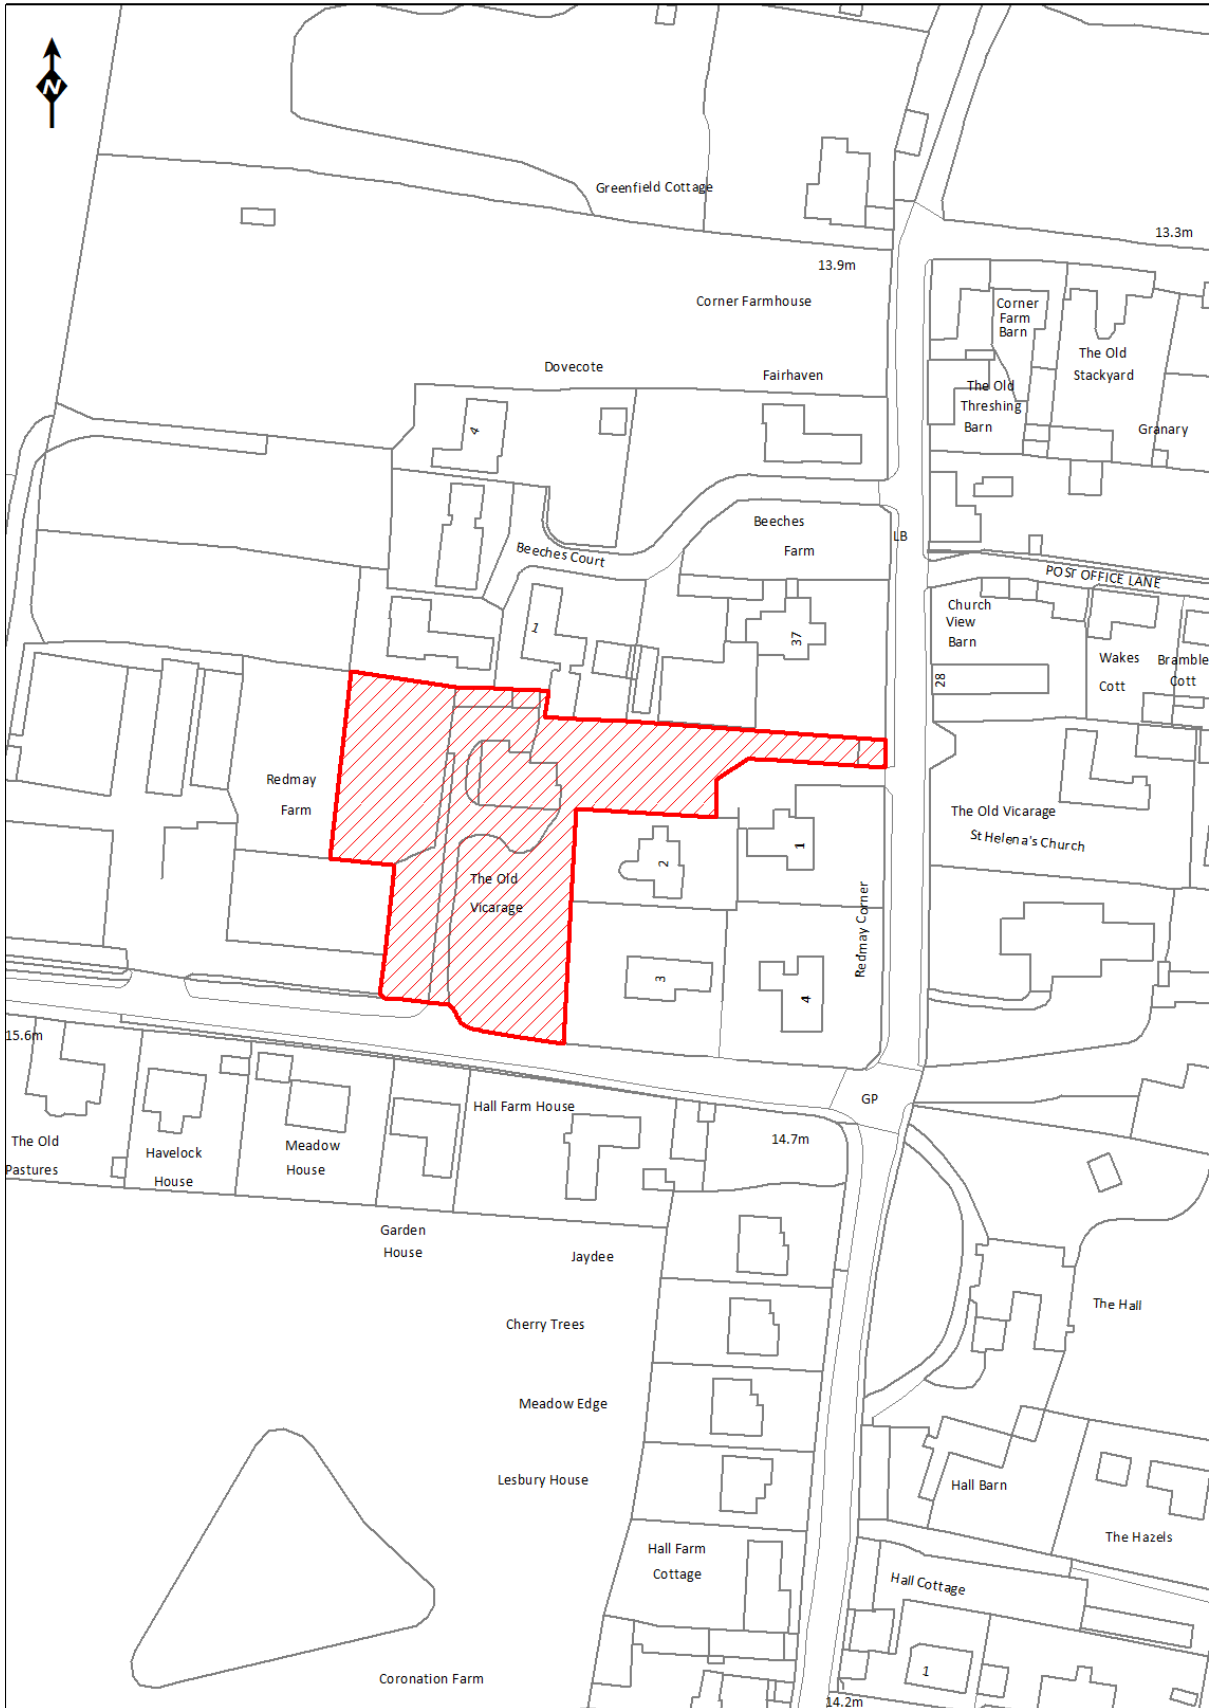 N
Greenfield Cottage
13.3m
13.9m
Corner Farmhouse
Corner
Farm
Barn
The Old
Stackyard
Dovecote
Fairhaven
The Old
Threshing
Barn
Granary
4
Beeches
Farm
LB
Beeches Court
POST OFFICE LANE
Church
View
Barn
1
37
Wakes
Cott
Bramble
Cott
28
Redmay
Farm
The Old Vicarage
St Helena's Church
2
1
The Old
Vicarage
Redmay Corner
3
4
15.6m
GP
Hall Farm House
14.7m
The Old
Pastures
Havelock
House
Meadow
House
Garden
House
Jaydee
The Hall
Cherry Trees
Meadow Edge
Lesbury House
Hall Barn
The Hazels
Hall Farm
Cottage
Hall Cottage
1
Coronation Farm
14.2m